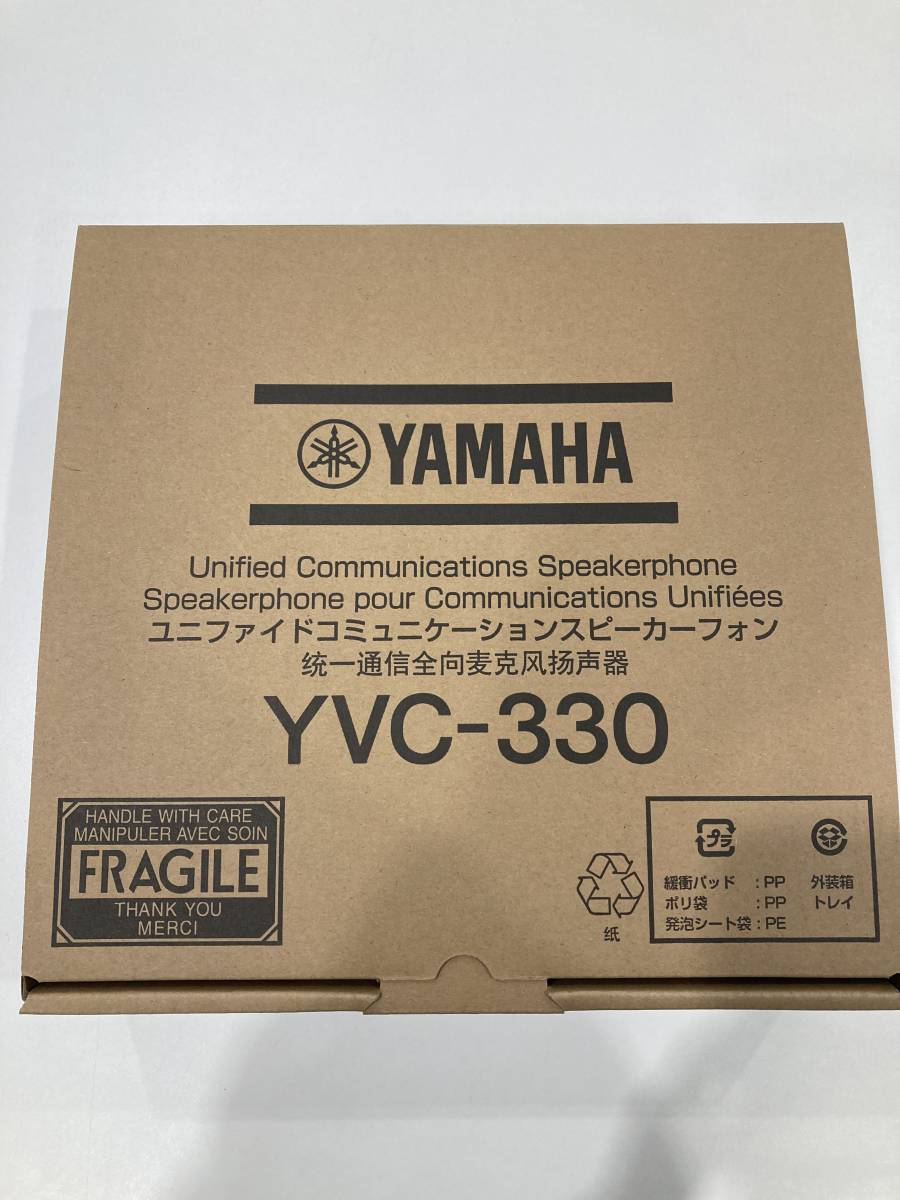 YAMAHA
Unified Communications Speakerphone
Speakerphone pour Communications Unifiées
ユニファイドコミュニケーションスピーカーフォン
统一通信全向麦克风扬声器
YVC-330
HANDLE WITH CARE
MANIPULER AVEC SOIN
FRAGILE
THANK YOU
MERCI
纸
プラ
緩衝パッド : PP 外装箱
ポリ袋 : PP トレイ
発泡シート袋 : PE